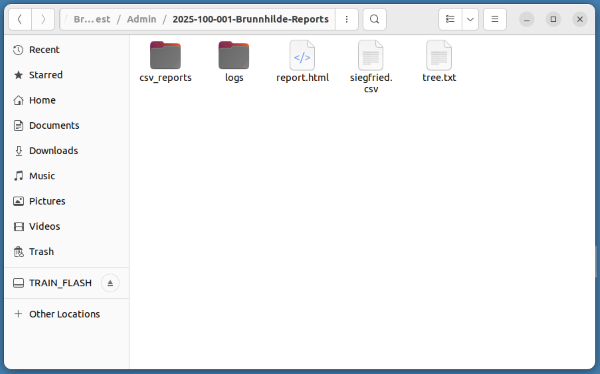 Br...est / Admin / 2025-100-001-Brunnhilde-Reports
Recent
Starred
Home
Documents
Downloads
Music
Pictures
Videos
Trash
TRAIN_FLASH
+ Other Locations
csv_reports
logs
</>
report.html
siegfried.
csv
tree.txt